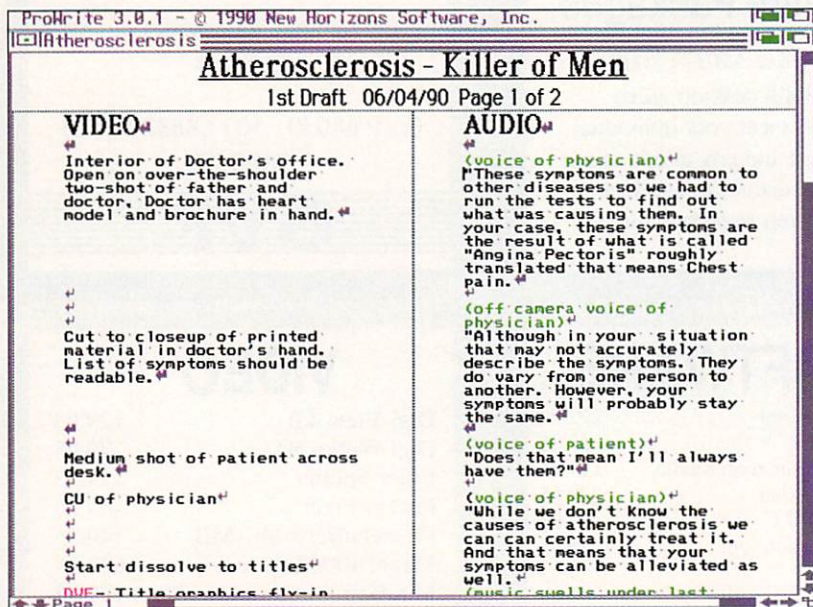 ProWrite 3.0.1 - © 1990 New Horizons Software, Inc.
Atherosclerosis
Atherosclerosis - Killer of Men
1st Draft 06/04/90 Page 1 of 2
VIDEO
Interior of Doctor's office.
Open on over-the-shoulder
two-shot of father and
doctor. Doctor has heart
model and brochure in hand.
Cut to closeup of printed
material in doctor's hand.
List of symptoms should be
readable.
Medium shot of patient across
desk.
CU of physician
Start dissolve to titles
DVE - Title graphics fly-in
AUDIO
(voice of physician)
"These symptoms are common to
other diseases so we had to
run the tests to find out
what was causing them. In
your case, these symptoms are
the result of what is called
"Angina Pectoris" roughly
translated that means Chest
pain.
(off camera voice of
physician)
"Although in your situation
that may not accurately
describe the symptoms. They
do vary from one person to
another. However, your
symptoms will probably stay
the same.
(voice of patient)
"Does that mean I'll always
have them?"
(voice of physician)
"While we don't know the
causes of atherosclerosis we
can can certainly treat it.
And that means that your
symptoms can be alleviated as
well.
(music swells under last
Page 1